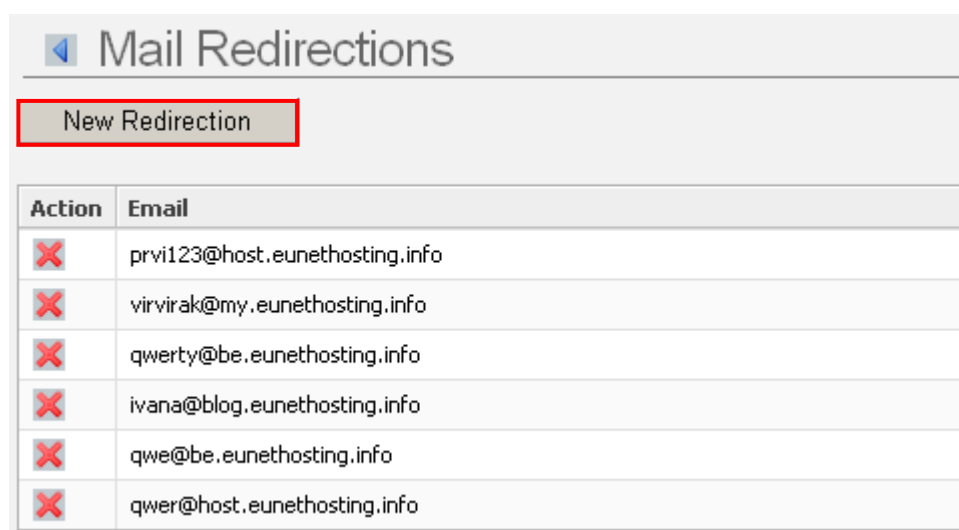 Mail Redirections
New Redirection
Action Email
prvi123@host.eunethosting.info
virvirak@my.eunethosting.info
qwerty@be.eunethosting.info
ivana@blog.eunethosting.info
qwe@be.eunethosting.info
qwer@host.eunethosting.info